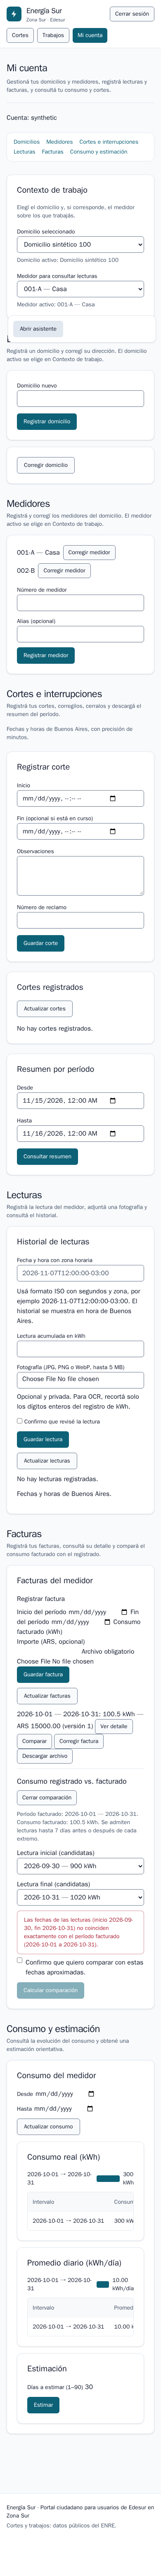 Energía Sur
Zona Sur · Edesur
Cerrar sesión
Cortes
Trabajos
Mi cuenta
Mi cuenta
Gestioná tus domicilios y medidores, registrá lecturas y
facturas, y consultá tu consumo y cortes.
Cuenta: synthetic
Domicilios
Medidores
Cortes e interrupciones
Lecturas
Facturas
Consumo y estimación
Contexto de trabajo
Elegí el domicilio y, si corresponde, el medidor
sobre los que trabajás.
Domicilio seleccionado
Domicilio sintético 100
Domicilio activo: Domicilio sintético 100
Medidor para consultar lecturas
001-A — Casa
Medidor activo: 001-A — Casa
Abrir asistente
Registrá un domicilio y corregí su dirección. El domicilio
activo se elige en Contexto de trabajo.
Domicilio nuevo
Registrar domicilio
Corregir domicilio
Medidores
Registrá y corregí los medidores del domicilio. El medidor
activo se elige en Contexto de trabajo.
001-A — Casa
Corregir medidor
002-B
Corregir medidor
Número de medidor
Alias (opcional)
Registrar medidor
Cortes e interrupciones
Registrá tus cortes, corregilos, cerralos y descargá el
resumen del período.
Fechas y horas de Buenos Aires, con precisión de
minutos.
Registrar corte
Inicio
mm/dd/yyyy, --:-- --
Fin (opcional si está en curso)
mm/dd/yyyy, --:-- --
Observaciones
Número de reclamo
Guardar corte
Cortes registrados
Actualizar cortes
No hay cortes registrados.
Resumen por período
Desde
11/15/2026, 12:00 AM
Hasta
11/16/2026, 12:00 AM
Consultar resumen
Lecturas
Registrá la lectura del medidor, adjuntá una fotografía y
consultá el historial.
Historial de lecturas
Fecha y hora con zona horaria
2026-11-07T12:00:00-03:00
Usá formato ISO con segundos y zona, por
ejemplo 2026-11-07T12:00:00-03:00. El
historial se muestra en hora de Buenos
Aires.
Lectura acumulada en kWh
Fotografía (JPG, PNG o WebP, hasta 5 MB)
Choose File No file chosen
Opcional y privada. Para OCR, recortá solo
los dígitos enteros del registro de kWh.
Confirmo que revisé la lectura
Guardar lectura
Actualizar lecturas
No hay lecturas registradas.
Fechas y horas de Buenos Aires.
Facturas
Registrá tus facturas, consultá su detalle y compará el
consumo facturado con el registrado.
Facturas del medidor
Registrar factura
Inicio del período mm/dd/yyyy Fin
del período mm/dd/yyyy Consumo
facturado (kWh)
Importe (ARS, opcional)
Archivo obligatorio
Choose File No file chosen
Guardar factura
Actualizar facturas
2026-10-01 — 2026-10-31: 100.5 kWh —
ARS 15000.00 (versión 1) Ver detalle
Comparar
Corregir factura
Descargar archivo
Consumo registrado vs. facturado
Cerrar comparación
Período facturado: 2026-10-01 — 2026-10-31.
Consumo facturado: 100.5 kWh. Se admiten
lecturas hasta 7 días antes o después de cada
extremo.
Lectura inicial (candidatas)
2026-09-30 — 900 kWh
Lectura final (candidatas)
2026-10-31 — 1020 kWh
Las fechas de las lecturas (inicio 2026-09-
30, fin 2026-10-31) no coinciden
exactamente con el período facturado
(2026-10-01 a 2026-10-31).
Confirmo que quiero comparar con estas
fechas aproximadas.
Calcular comparación
Consumo y estimación
Consultá la evolución del consumo y obtené una
estimación orientativa.
Consumo del medidor
Desde mm/dd/yyyy
Hasta mm/dd/yyyy
Actualizar consumo
Consumo real (kWh)
2026-10-01 → 2026-10-
31
300
kWh
Intervalo
Consum
2026-10-01 → 2026-10-31
300 kW
Promedio diario (kWh/día)
2026-10-01 → 2026-10-
31
10.00
kWh/día
Intervalo
Promed
2026-10-01 → 2026-10-31
10.00 k
Estimación
Días a estimar (1–90) 30
Estimar
Energía Sur · Portal ciudadano para usuarios de Edesur en
Zona Sur
Cortes y trabajos: datos públicos del ENRE.